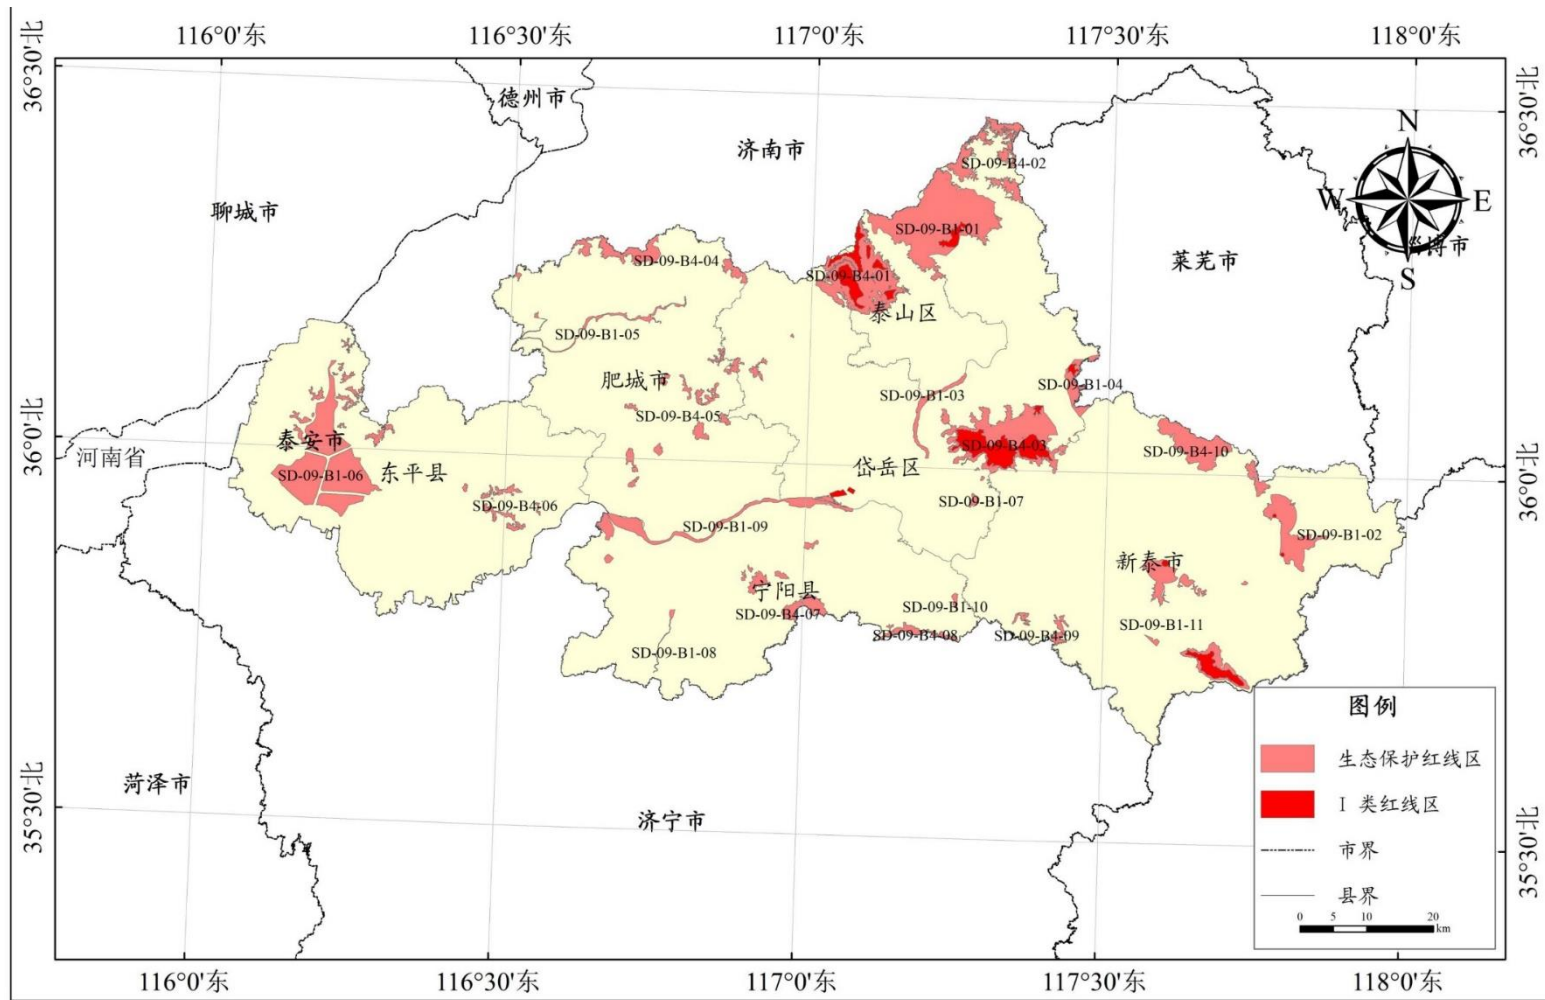 116°0'东 116°30'东 117°0'东 117°30'东 118°0'东
36°30'北
36°30'北
德州市
济南市
N
SD-09-B4-02
W E
聊城市
SD-09-B1-01
淄博市
莱芜市
SD-09-B4-04
SD-09-B4-01
S
泰山区
SD-09-B1-05
肥城市
SD-09-B1-04
SD-09-B1-03
SD-09-B4-05
36°0'北
泰安市
SD-09-B4-03
SD-09-B4-10
河南省
岱岳区
SD-09-B1-06
东平县
36°0'北
SD-09-B4-06
SD-09-B1-07
SD-09-B1-09
SD-09-B1-02
新泰市
宁阳县
SD-09-B1-10
SD-09-B4-07
SD-09-B1-11
SD-09-B4-08
SD-09-B4-09
SD-09-B1-08
图例
生态保护红线区
35°30'北
菏泽市
I 类红线区
济宁市
市界
35°30'北
县界
0 5 10 20
km
116°0'东 116°30'东 117°0'东 117°30'东 118°0'东